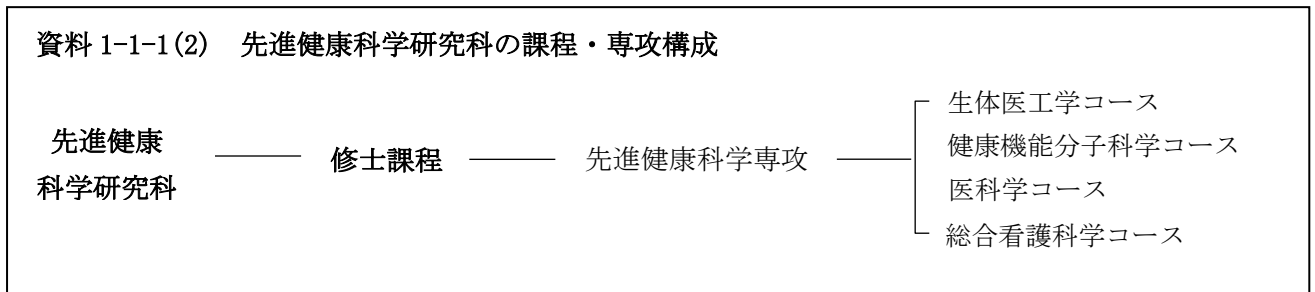 資料 1-1-1(2)　先進健康科学研究科の課程・専攻構成
先進健康
科学研究科
修士課程
先進健康科学専攻
生体医工学コース
健康機能分子科学コース
医科学コース
総合看護科学コース